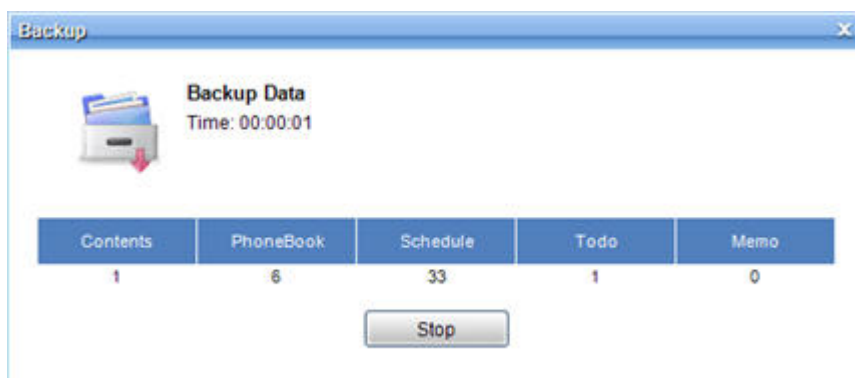 Backup
Backup Data
Time: 00:00:01
Contents PhoneBook Schedule Todo Memo
1 6 33 1 0
Stop